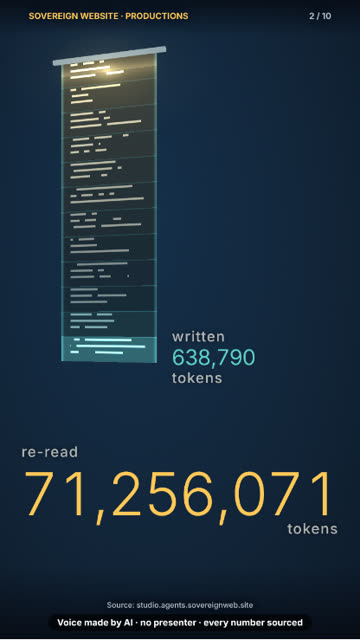 SOVEREIGN WEBSITE · PRODUCTIONS
2 / 10
written
638,790
tokens
re-read
71,256,071
tokens
Source: studio.agents.sovereignweb.site
Voice made by AI · no presenter · every number sourced